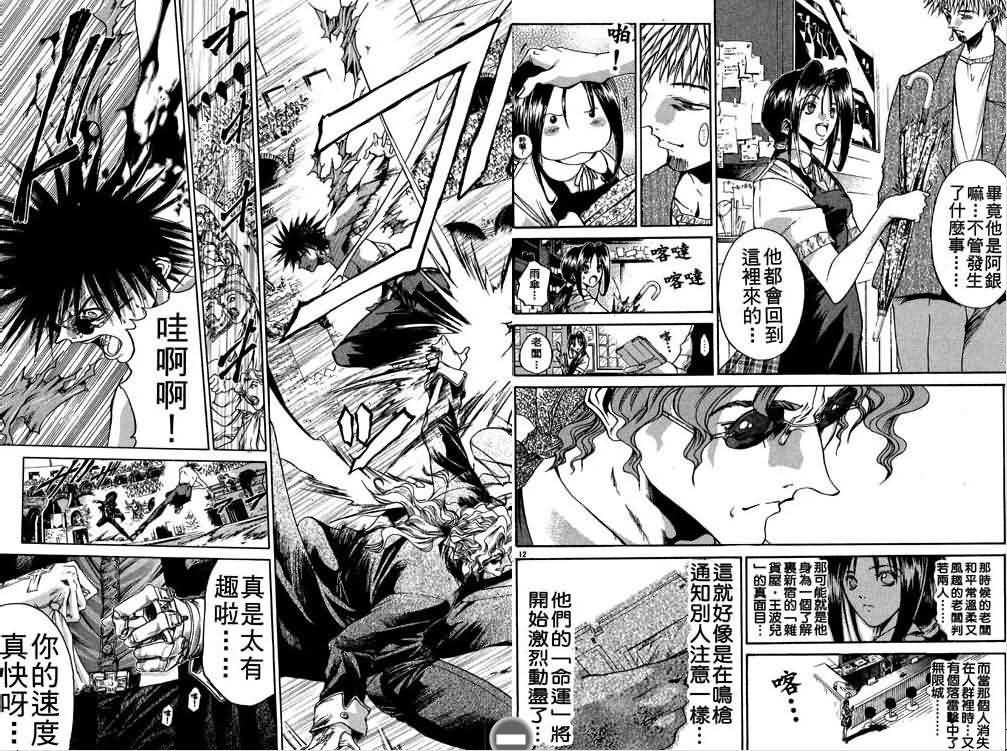 畢竟他是阿銀
嘛…不管發生
了什麼事……
他都會回到
這裡來的…
啪!
喀噠
喀噠
雨傘…
老闆…
那時候的老闆
和平常溫柔又
風趣的老闆判
若兩人……
那可能就是他
身為一個了解
裏新宿的「雜
貨屋·王波兒
」的真面目…
而當那個人消失
在人群裡時…又
有個落雷擊中了
無限城………
喀…
12
這就好像是在鳴槍
通知別人注意一樣
…
他們的「命運」將
開始激烈動盪了…
哇啊啊!
真是太有
趣啦……
你的速度
真快呀…